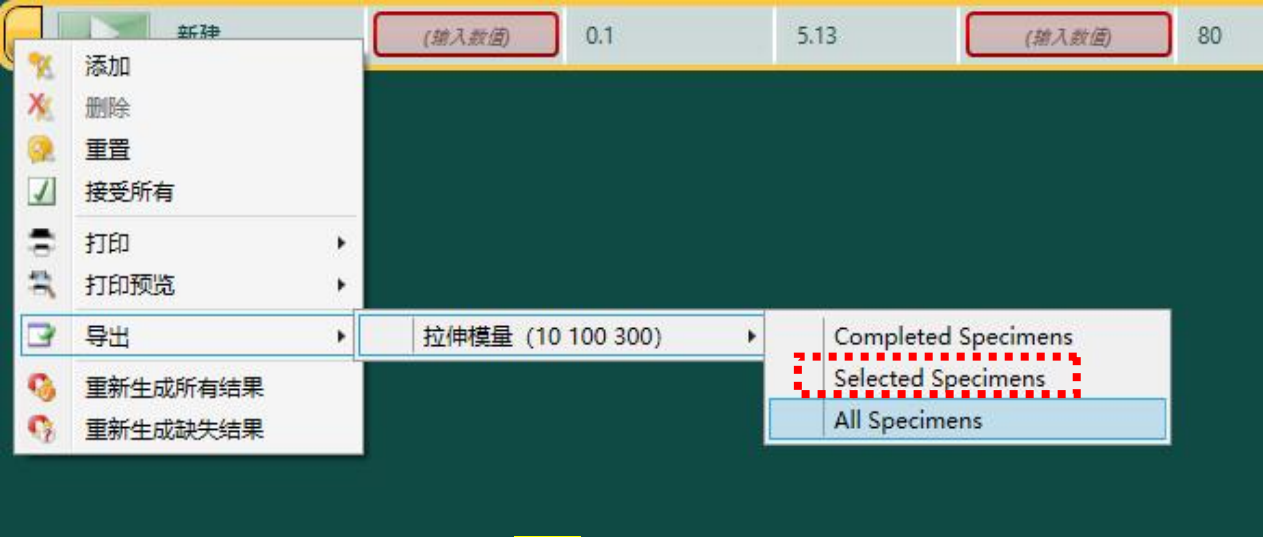 新建 (输入数值) 0.1 5.13 (输入数值) 80
添加
删除
重置
接受所有
打印
打印预览
导出 拉伸模量（10 100 300） Completed Specimens
Selected Specimens
重新生成所有结果
All Specimens
重新生成缺失结果